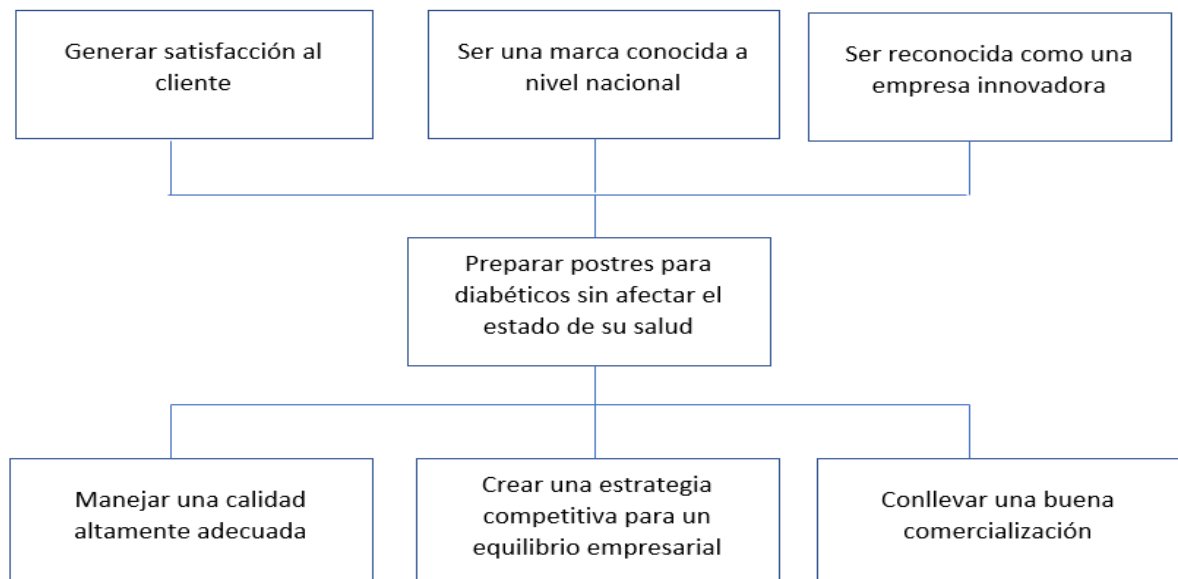 Generar satisfacción al
cliente
Ser una marca conocida a
nivel nacional
Ser reconocida como una
empresa innovadora
Preparar postres para
diabéticos sin afectar el
estado de su salud
Manejar una calidad
altamente adecuada
Crear una estrategia
competitiva para un
equilibrio empresarial
Conllevar una buena
comercialización